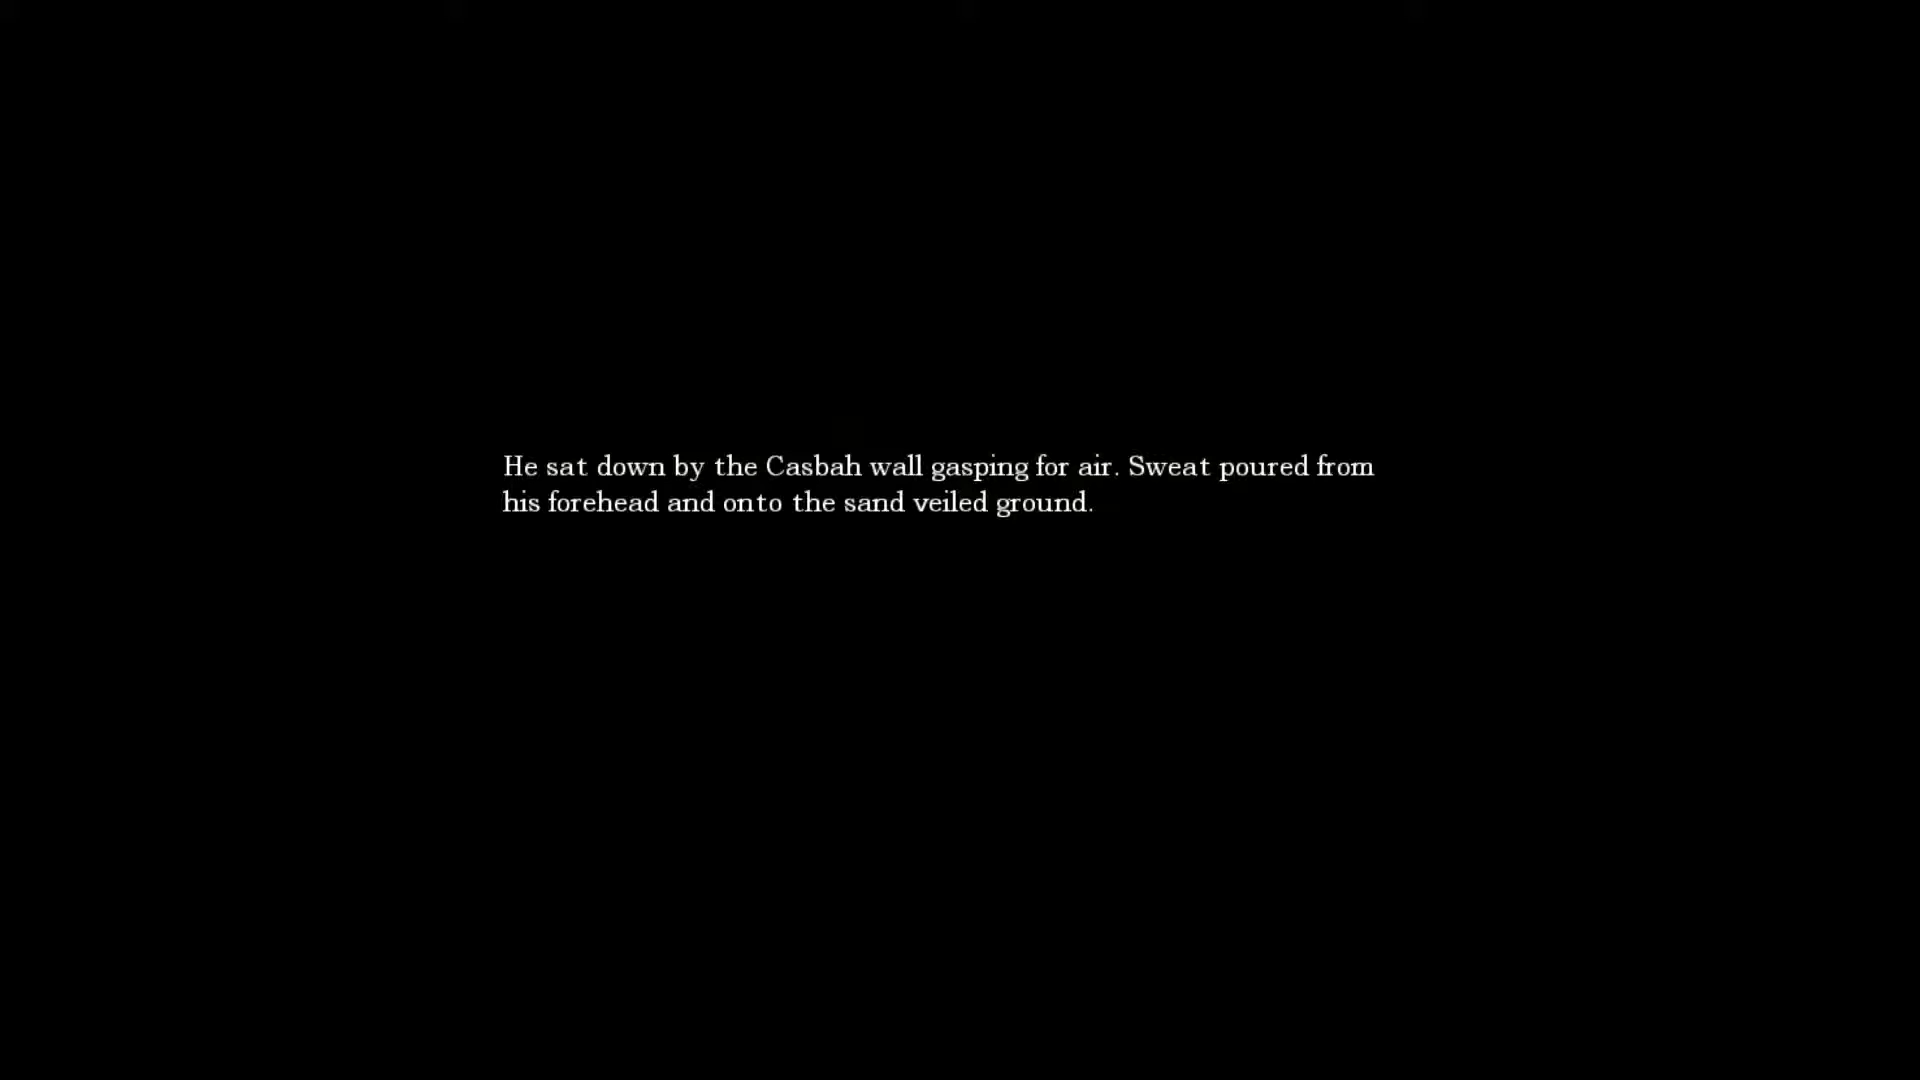 He sat down by the Casbah wall gasping for air. Sweat poured from
his forehead and onto the sand veiled ground.